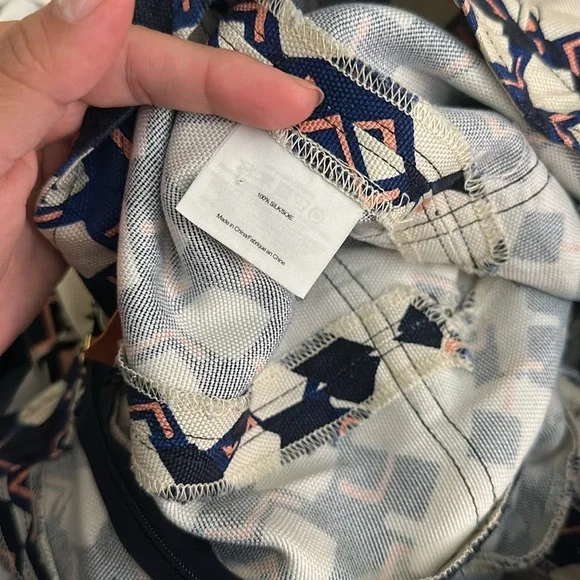 100% SILK/SOIE
Made in China/Fabriqué en Chine